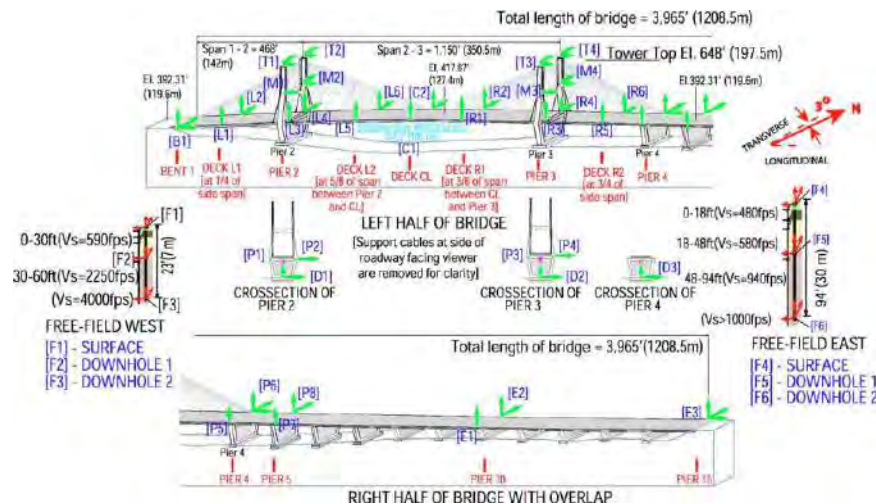 Total length of bridge = 3,965' (1208.5m)
Span 1 - 2 = 468'
(142m)
[T2]
[T1]
Span 2 - 3 = 1.150' (350.5m)
[T4]
Tower Top El. 648' (197.5m)
El. 392.31'
(119.6m)
[M2]
El. 417.87'
(127.4m)
[T3]
[M4]
El 392.31' (119.6m)
[L2]
[L6]
[C2]
[R2]
[M3]
[R6]
[R4]
[B1]
[L1]
[L3]
[L4]
[L5]
[C1]
[R1]
[R3]
[R5]
Pier 2
Pier 3
Pier 4
BENT 1
DECK L1
[at 1/4 of
side span]
PIER 2
DECK L2
[at 5/8 of span
between Pier 2
and CL]
DECK CL
DECK R1
[at 3/8 of span
between CL
and Pier 3]
PIER 3
DECK R2
[at 3/4 of
span]
PIER 4
TRANSVERSE
3°
N
LONGITUDINAL
LEFT HALF OF BRIDGE
[Support cables at side of
roadway facing viewer
are removed for clarity]
[F1]
0-30ft(Vs=590fps)
[F2]
23'(7 m)
30-60ft(Vs=2250fps)
(Vs=4000fps)
[F3]
FREE-FIELD WEST
[F1] - SURFACE
[F2] - DOWNHOLE 1
[F3] - DOWNHOLE 2
[P1]
[P2]
[D1]
CROSSECTION OF
PIER 2
[P3]
[P4]
[D2]
CROSSECTION OF
PIER 3
[D3]
CROSSECTION OF
PIER 4
[F4]
0-18ft(Vs=480fps)
18-48ft(Vs=580fps)
[F5]
48-94ft(Vs=940fps)
94' (30 m)
(Vs>1000fps)
[F6]
FREE-FIELD EAST
[F4] - SURFACE
[F5] - DOWNHOLE 1
[F6] - DOWNHOLE 2
Total length of bridge = 3,965'(1208.5m)
[P6]
[P8]
[E2]
[E3]
[P5]
[P7]
[E1]
Pier 4
PIER 4
PIER 5
PIER 10
RIGHT HALF OF BRIDGE WITH OVERLAP